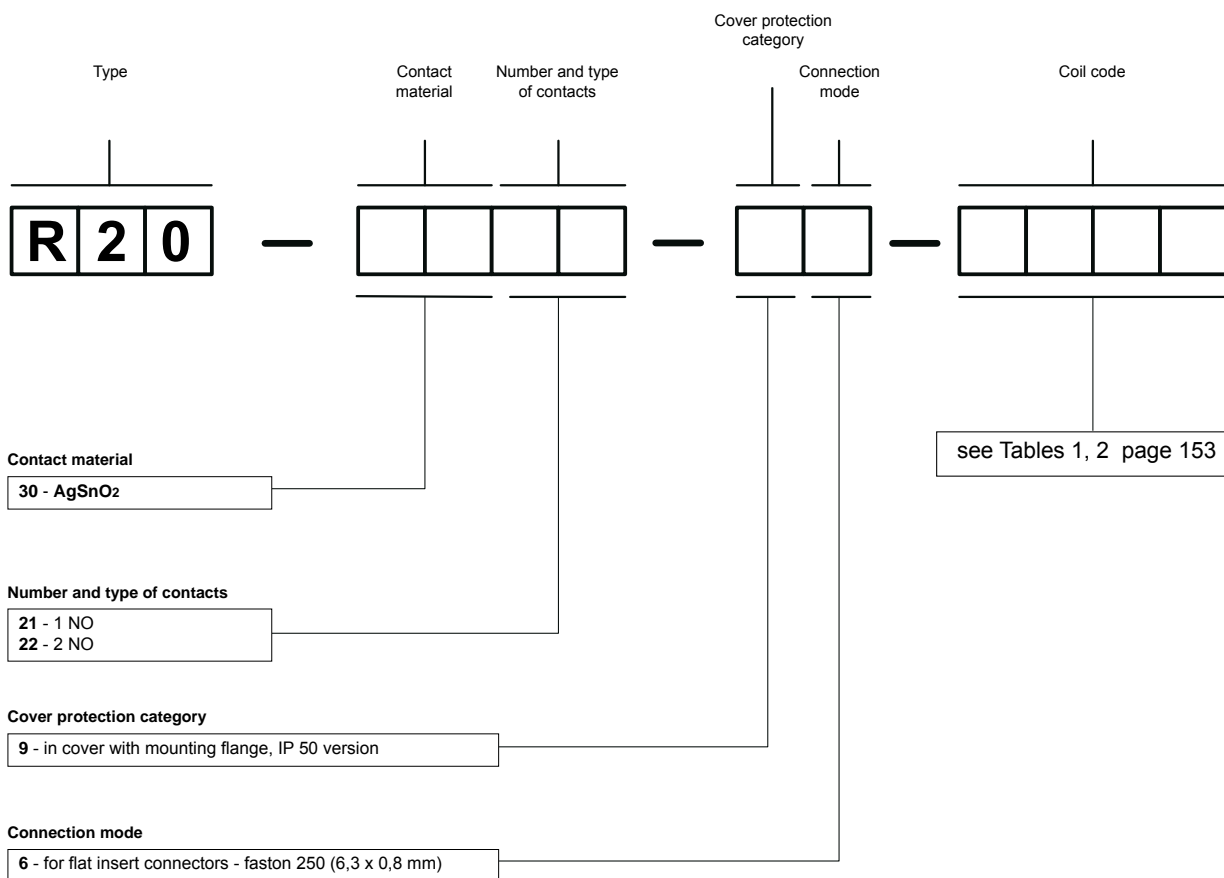 Cover protection
category
Type
Contact
material
Number and type
of contacts
Connection
mode
Coil code
R 2 0 — — —
see Tables 1, 2 page 153
Contact material
30 - AgSnO2
Number and type of contacts
21 - 1 NO
22 - 2 NO
Cover protection category
9 - in cover with mounting flange, IP 50 version
Connection mode
6 - for flat insert connectors - faston 250 (6,3 x 0,8 mm)